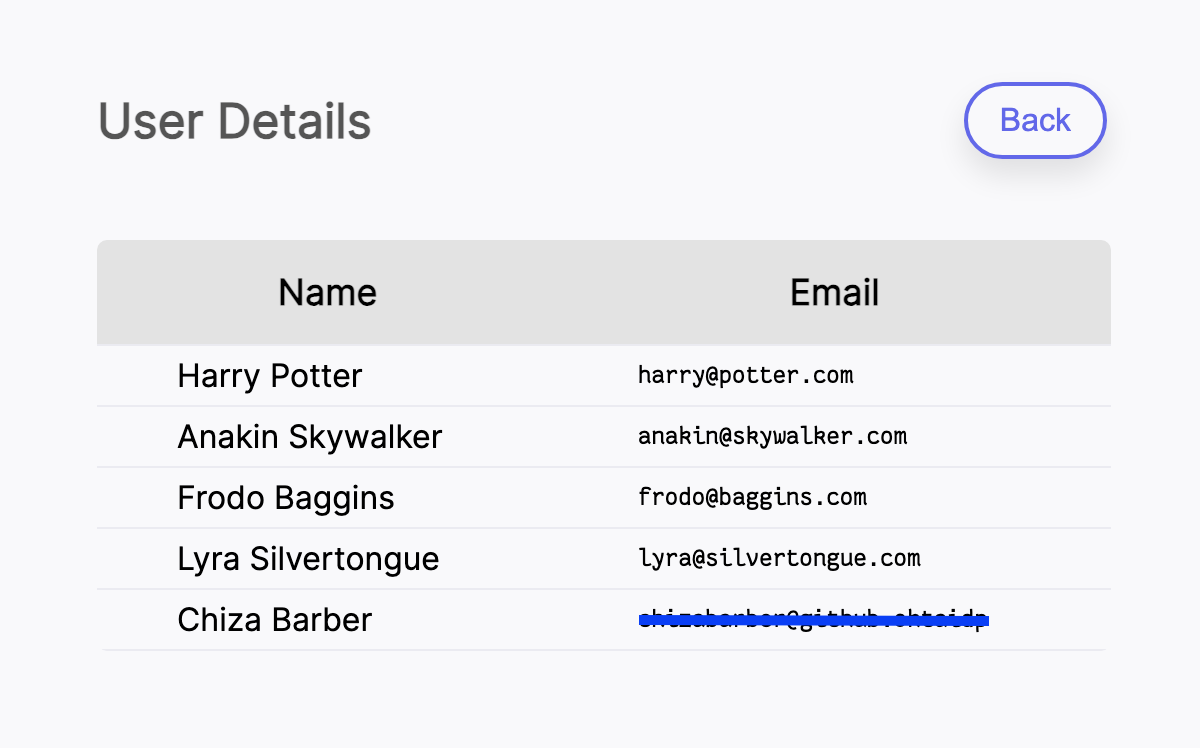 User Details
Back
Name Email
Harry Potter harry@potter.com
Anakin Skywalker anakin@skywalker.com
Frodo Baggins frodo@baggins.com
Lyra Silvertongue lyra@silvertongue.com
Chiza Barber